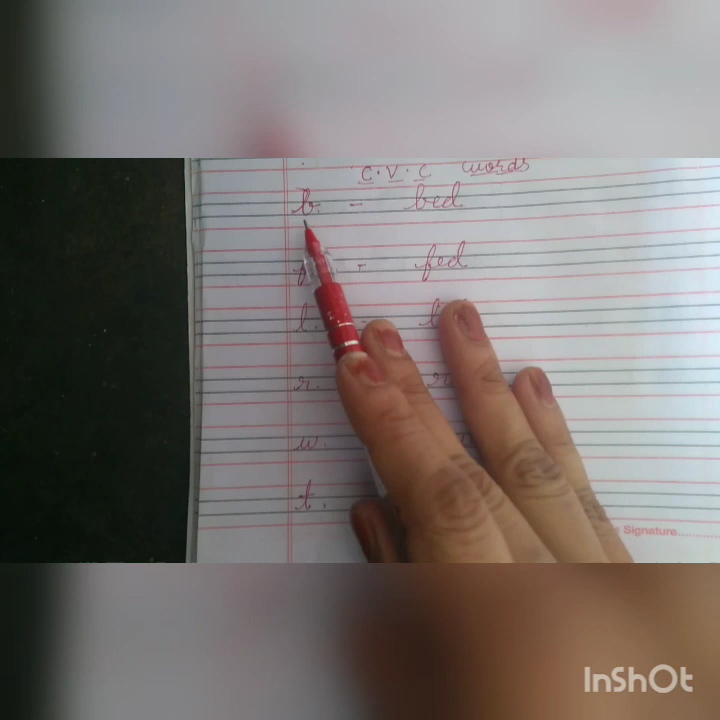 C.V.C words
b. - bed
f. - fed
l.
r.
w.
t.
Signature............
InShOt